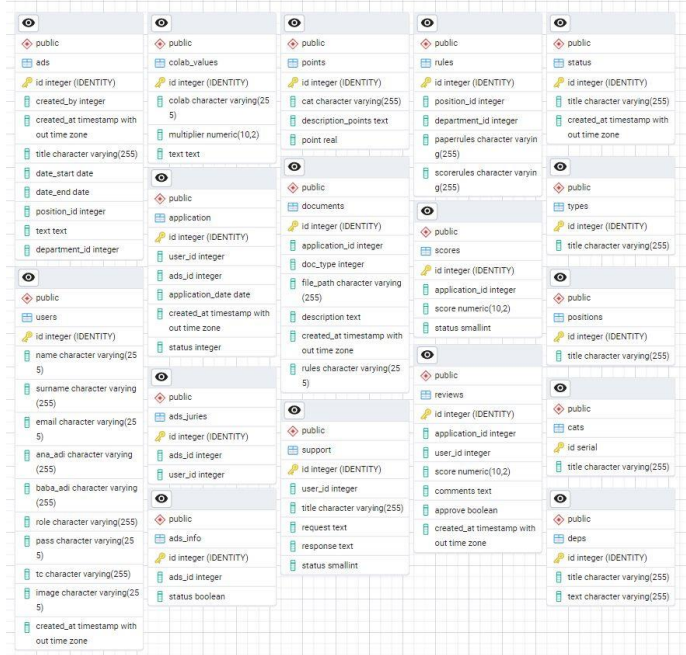 public
ads
id integer (IDENTITY)
created_by integer
created_at timestamp with
out time zone
title character varying(255)
date_start date
date_end date
position_id integer
text text
department_id integer
public
users
id integer (IDENTITY)
name character varying(25
5)
surname character varying
(255)
email character varying(25
5)
ana_adi character varying
(255)
baba_adi character varying
(255)
role character varying(255)
pass character varying(25
5)
tc character varying(255)
image character varying(25
5)
created_at timestamp with
out time zone
public
colab_values
id integer (IDENTITY)
colab character varying(25
5)
multiplier numeric(10,2)
text text
public
application
id integer (IDENTITY)
user_id integer
ads_id integer
application_date date
created_at timestamp with
out time zone
status integer
public
ads_juries
id integer (IDENTITY)
ads_id integer
user_id integer
public
ads_info
id integer (IDENTITY)
ads_id integer
status boolean
public
points
id integer (IDENTITY)
cat character varying(255)
description_points text
point real
public
documents
id integer (IDENTITY)
application_id integer
doc_type integer
file_path character varying
(255)
description text
created_at timestamp with
out time zone
rules character varying(25
5)
public
support
id integer (IDENTITY)
user_id integer
title character varying(255)
request text
response text
status smallint
public
rules
id integer (IDENTITY)
position_id integer
department_id integer
paperrules character varyin
g(255)
scorerules character varyin
g(255)
public
scores
id integer (IDENTITY)
application_id integer
score numeric(10,2)
status smallint
public
reviews
id integer (IDENTITY)
application_id integer
user_id integer
score numeric(10,2)
comments text
approve boolean
created_at timestamp with
out time zone
public
status
id integer (IDENTITY)
title character varying(255)
created_at timestamp with
out time zone
public
types
id integer (IDENTITY)
title character varying(255)
public
positions
id integer (IDENTITY)
title character varying(255)
public
cats
id serial
title character varying(255)
public
deps
id integer (IDENTITY)
title character varying(255)
text character varying(255)